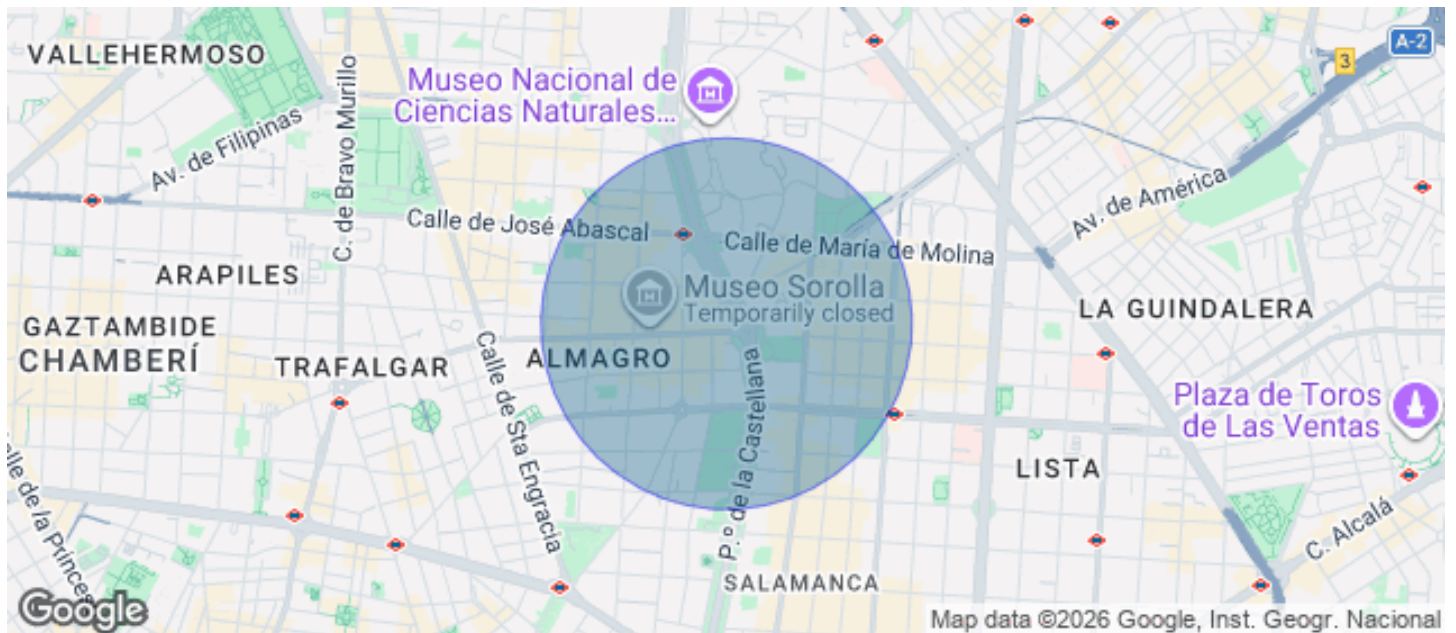 VALLEHERMOSO
A-2
3
Museo Nacional de
Ciencias Naturales...
Av. de Filipinas
C. de Bravo Murillo
Av. de América
Calle de José Abascal
Calle de María de Molina
ARAPILES
Museo Sorolla
Temporarily closed
LA GUINDALERA
GAZTAMBIDE
CHAMBERÍ
TRAFALGAR
ALMAGRO
Calle de Sta Engracia
P.º de la Castellana
Plaza de Toros
de Las Ventas
LISTA
alle de la Princes
C. Alcalá
SALAMANCA
Google
Map data ©2026 Google, Inst. Geogr. Nacional